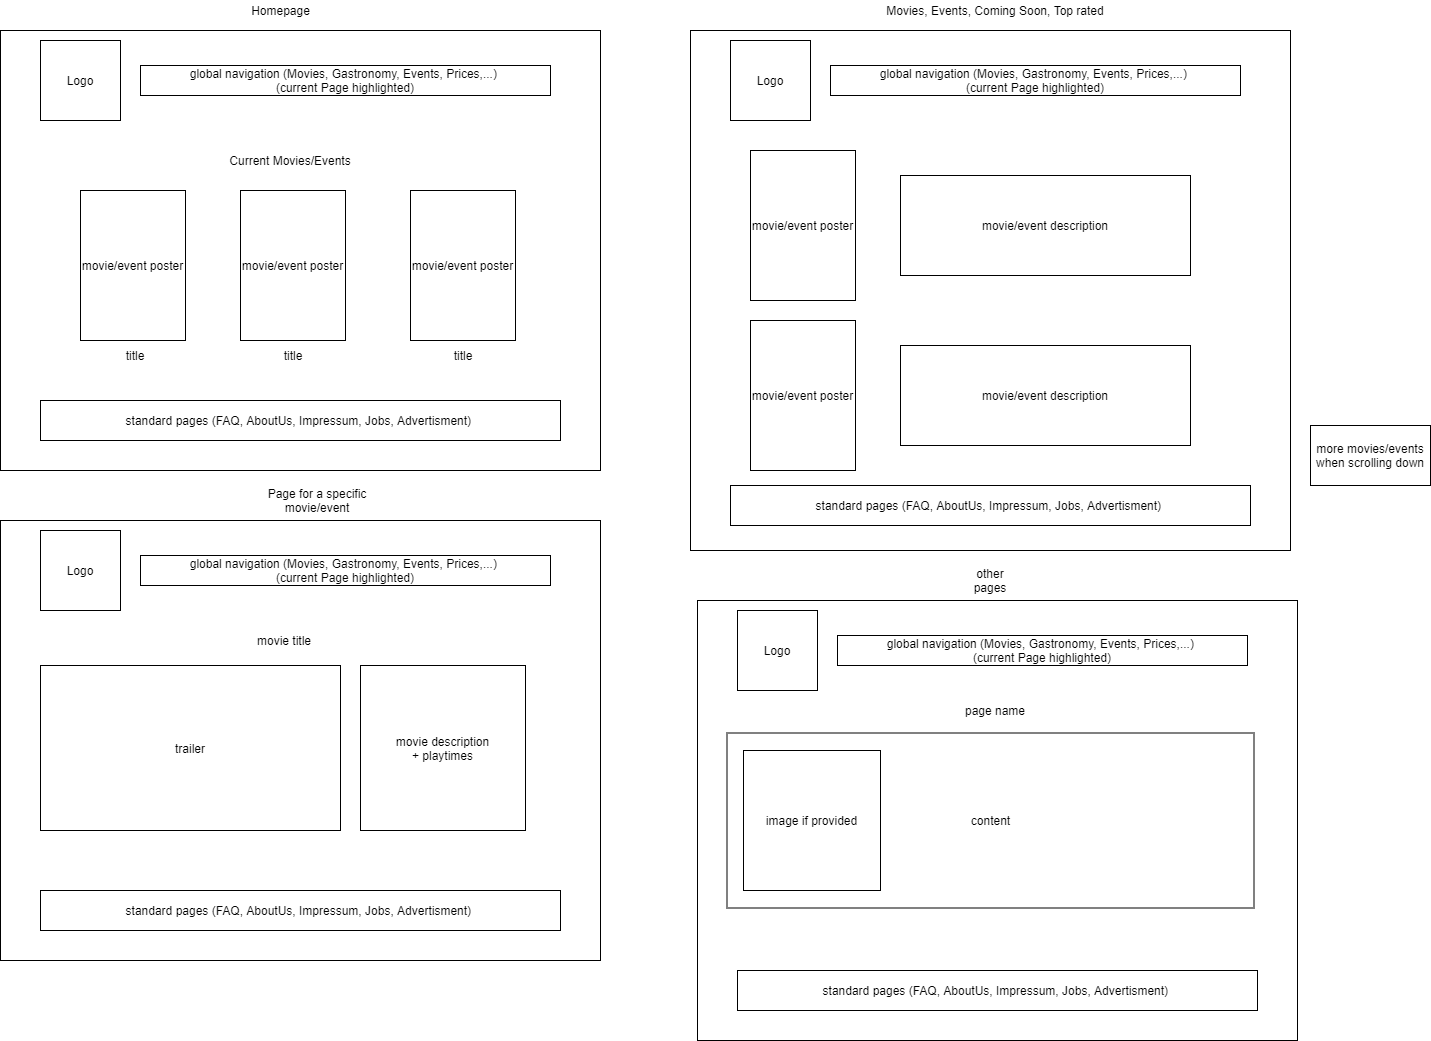 Homepage
Logo
global navigation (Movies, Gastronomy, Events, Prices,...)
(current Page highlighted)
Current Movies/Events
movie/event poster
movie/event poster
movie/event poster
title
title
title
standard pages (FAQ, AboutUs, Impressum, Jobs, Advertisment)
Movies, Events, Coming Soon, Top rated
Logo
global navigation (Movies, Gastronomy, Events, Prices,...)
(current Page highlighted)
movie/event poster
movie/event description
movie/event poster
movie/event description
standard pages (FAQ, AboutUs, Impressum, Jobs, Advertisment)
more movies/events
when scrolling down
Page for a specific
movie/event
Logo
global navigation (Movies, Gastronomy, Events, Prices,...)
(current Page highlighted)
movie title
trailer
movie description
+ playtimes
standard pages (FAQ, AboutUs, Impressum, Jobs, Advertisment)
other
pages
Logo
global navigation (Movies, Gastronomy, Events, Prices,...)
(current Page highlighted)
page name
image if provided
content
standard pages (FAQ, AboutUs, Impressum, Jobs, Advertisment)